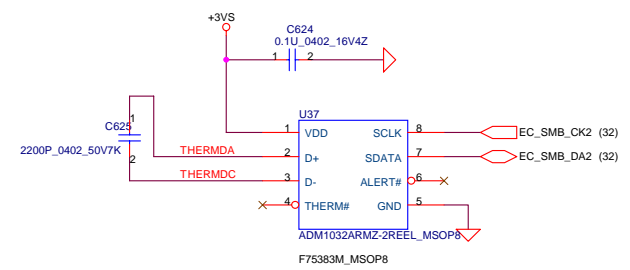 +3VS
C624
0.1U_0402_16V4Z
1 2
U37
1 VDD SCLK 8 EC_SMB_CK2 (32)
1
C625
2200P_0402_50V7K
2
THERMDA 2 D+ SDATA 7 EC_SMB_DA2 (32)
THERMDC 3 D- ALERT# 6
4 THERM# GND 5
ADM1032ARMZ-2REEL_MSOP8
F75383M_MSOP8